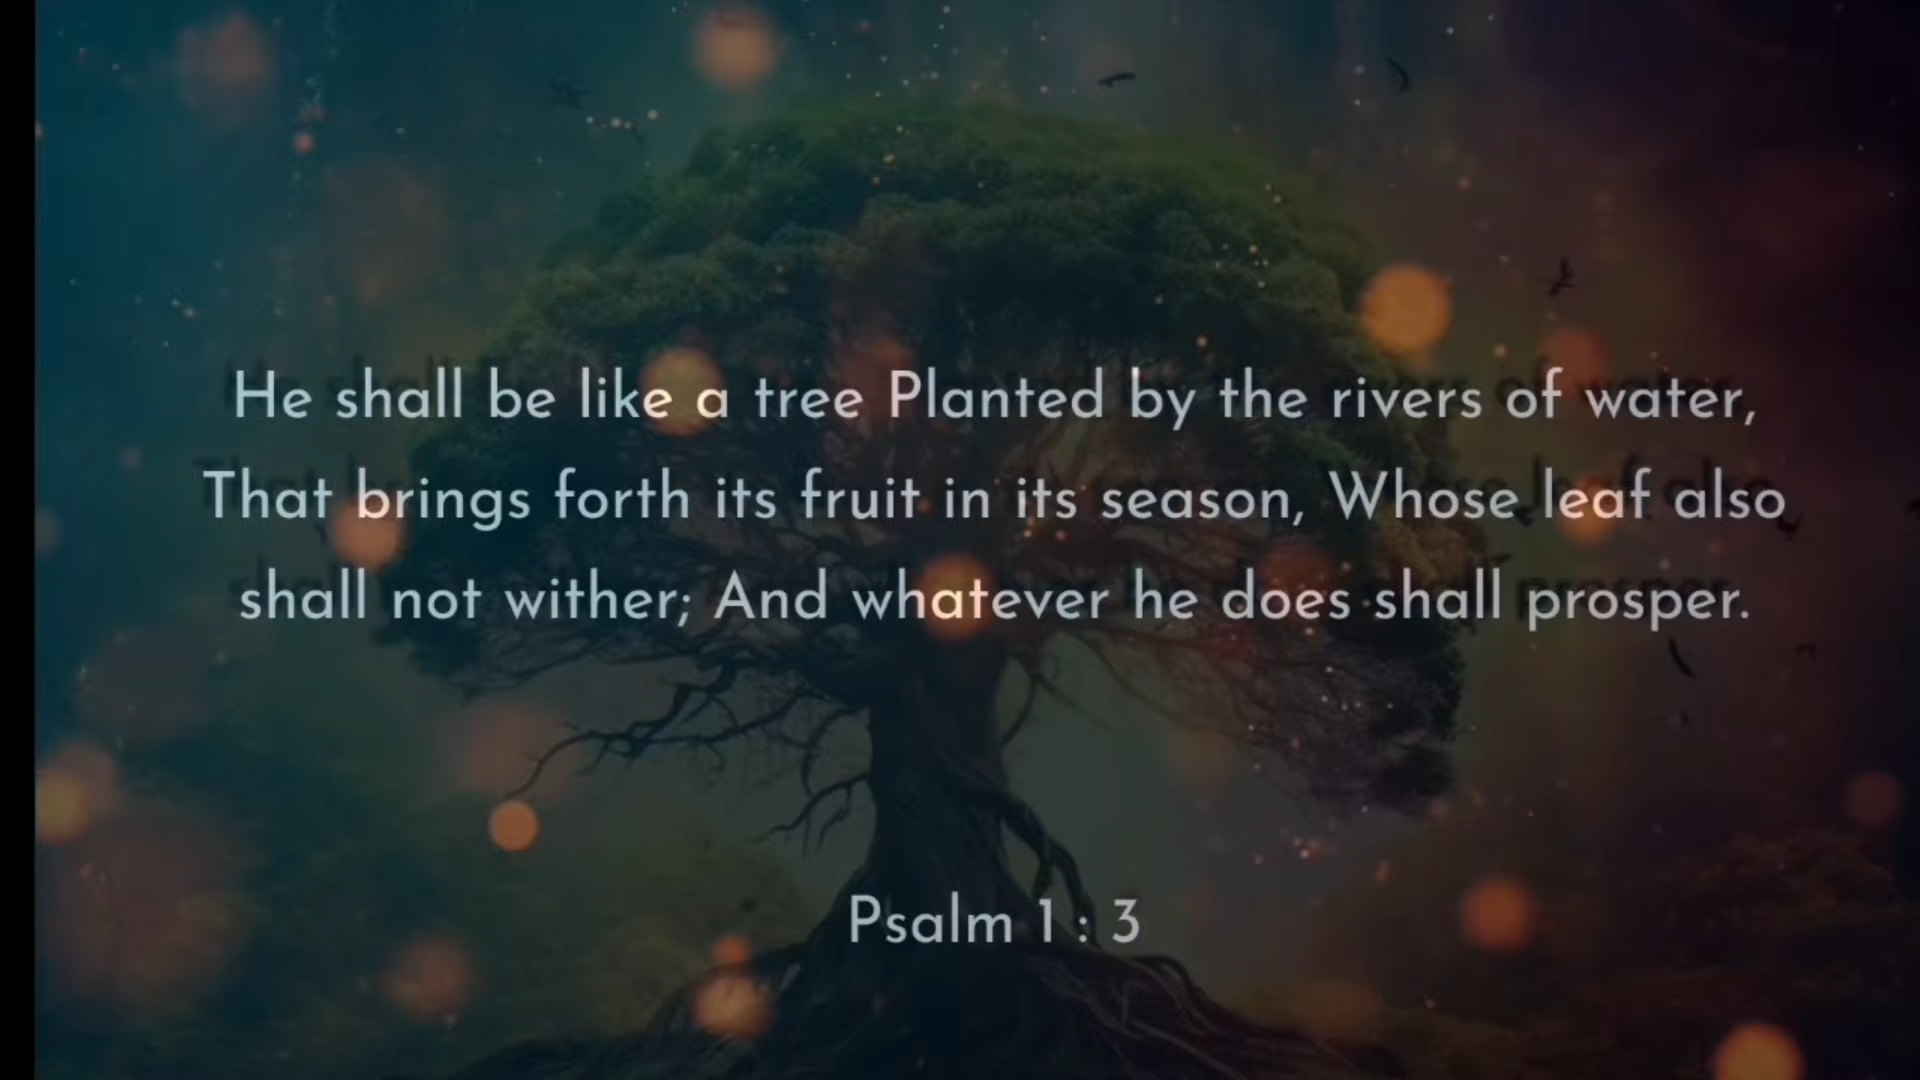 He shall be like a tree Planted by the rivers of water,
That brings forth its fruit in its season, Whose leaf also
shall not wither; And whatever he does shall prosper.
Psalm 1 : 3